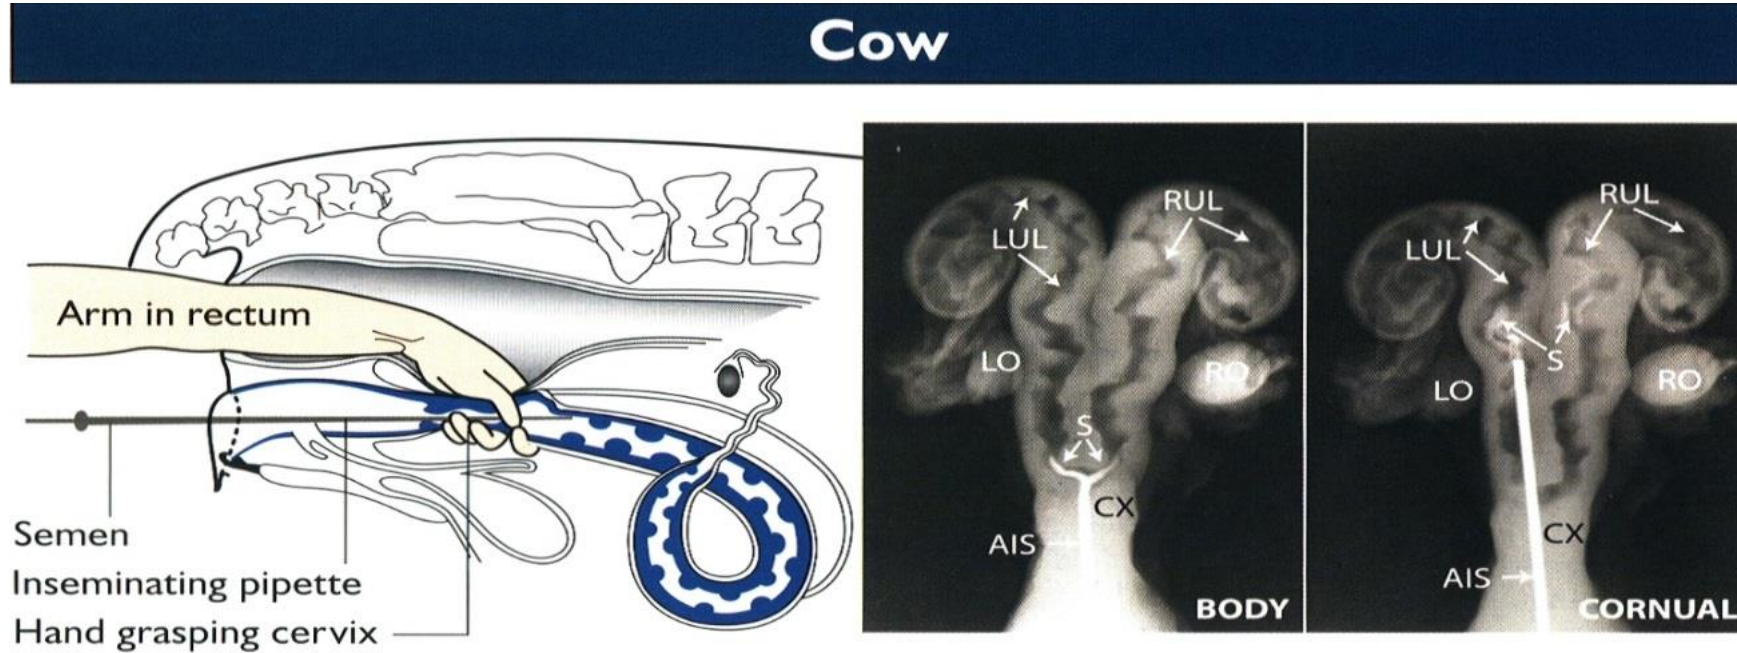 Cow
Arm in rectum
Semen
Inseminating pipette
Hand grasping cervix
LUL
RUL
LO
RO
S
CX
AIS
BODY
LUL
RUL
S
LO
RO
CX
AIS
CORNUAL